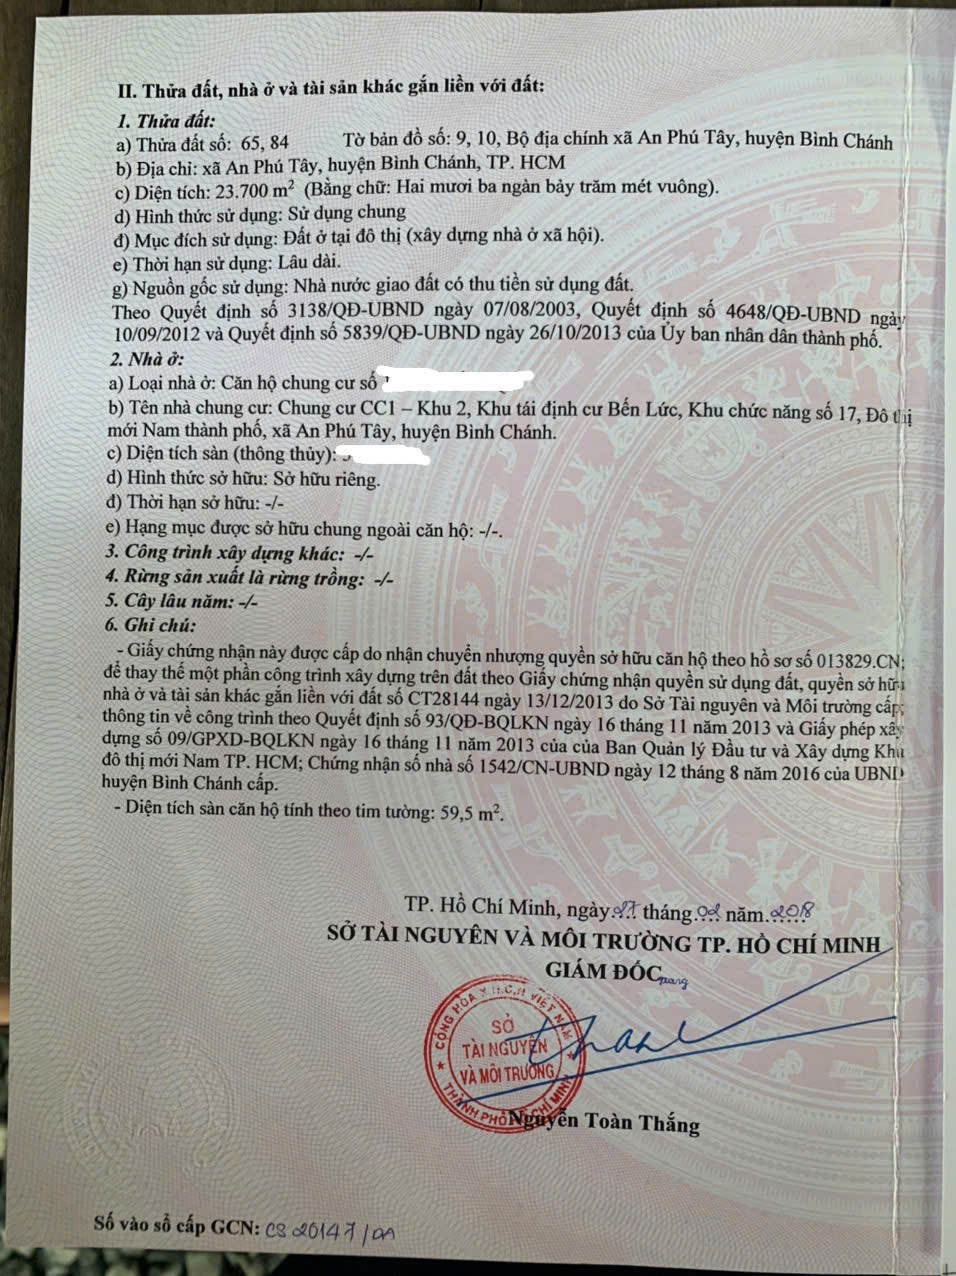 II. Thửa đất, nhà ở và tài sản khác gắn liền với đất:
1. Thửa đất:
a) Thửa đất số: 65, 84 Tờ bản đồ số: 9, 10, Bộ địa chính xã An Phú Tây, huyện Bình Chánh
b) Địa chỉ: xã An Phú Tây, huyện Bình Chánh, TP. HCM
c) Diện tích: 23.700 m² (Bằng chữ: Hai mươi ba ngàn bảy trăm mét vuông).
d) Hình thức sử dụng: Sử dụng chung
đ) Mục đích sử dụng: Đất ở tại đô thị (xây dựng nhà ở xã hội).
e) Thời hạn sử dụng: Lâu dài.
g) Nguồn gốc sử dụng: Nhà nước giao đất có thu tiền sử dụng đất.
Theo Quyết định số 3138/QĐ-UBND ngày 07/08/2003, Quyết định số 4648/QĐ-UBND ngày
10/09/2012 và Quyết định số 5839/QĐ-UBND ngày 26/10/2013 của Ủy ban nhân dân thành phố.
2. Nhà ở:
a) Loại nhà ở: Căn hộ chung cư số
b) Tên nhà chung cư: Chung cư CC1 – Khu 2, Khu tái định cư Bến Lức, Khu chức năng số 17, Đô thị
mới Nam thành phố, xã An Phú Tây, huyện Bình Chánh.
c) Diện tích sàn (thông thủy):
d) Hình thức sở hữu: Sở hữu riêng.
đ) Thời hạn sở hữu: -/-
e) Hạng mục được sở hữu chung ngoài căn hộ: -/-.
3. Công trình xây dựng khác: -/-
4. Rừng sản xuất là rừng trồng: -/-
5. Cây lâu năm: -/-
6. Ghi chú:
- Giấy chứng nhận này được cấp do nhận chuyển nhượng quyền sở hữu căn hộ theo hồ sơ số 013829.CN;
để thay thế một phần công trình xây dựng trên đất theo Giấy chứng nhận quyền sử dụng đất, quyền sở hữu
nhà ở và tài sản khác gắn liền với đất số CT28144 ngày 13/12/2013 do Sở Tài nguyên và Môi trường cấp;
thông tin về công trình theo Quyết định số 93/QĐ-BQLKN ngày 16 tháng 11 năm 2013 và Giấy phép xây
dựng số 09/GPXD-BQLKN ngày 16 tháng 11 năm 2013 của của Ban Quản lý Đầu tư và Xây dựng Khu
đô thị mới Nam TP. HCM; Chứng nhận số nhà số 1542/CN-UBND ngày 12 tháng 8 năm 2016 của UBND
huyện Bình Chánh cấp.
- Diện tích sàn căn hộ tính theo tim tường: 59,5 m².
TP. Hồ Chí Minh, ngày 27 tháng 02 năm 2018
SỞ TÀI NGUYÊN VÀ MÔI TRƯỜNG TP. HỒ CHÍ MINH
GIÁM ĐỐC
CỘNG HÒA X.H.C.N VIỆT NAM
SỞ
TÀI NGUYÊN
VÀ MÔI TRƯỜNG
THÀNH PHỐ HỒ CHÍ MINH
Nguyễn Toàn Thắng
Số vào sổ cấp GCN: CS 20147/